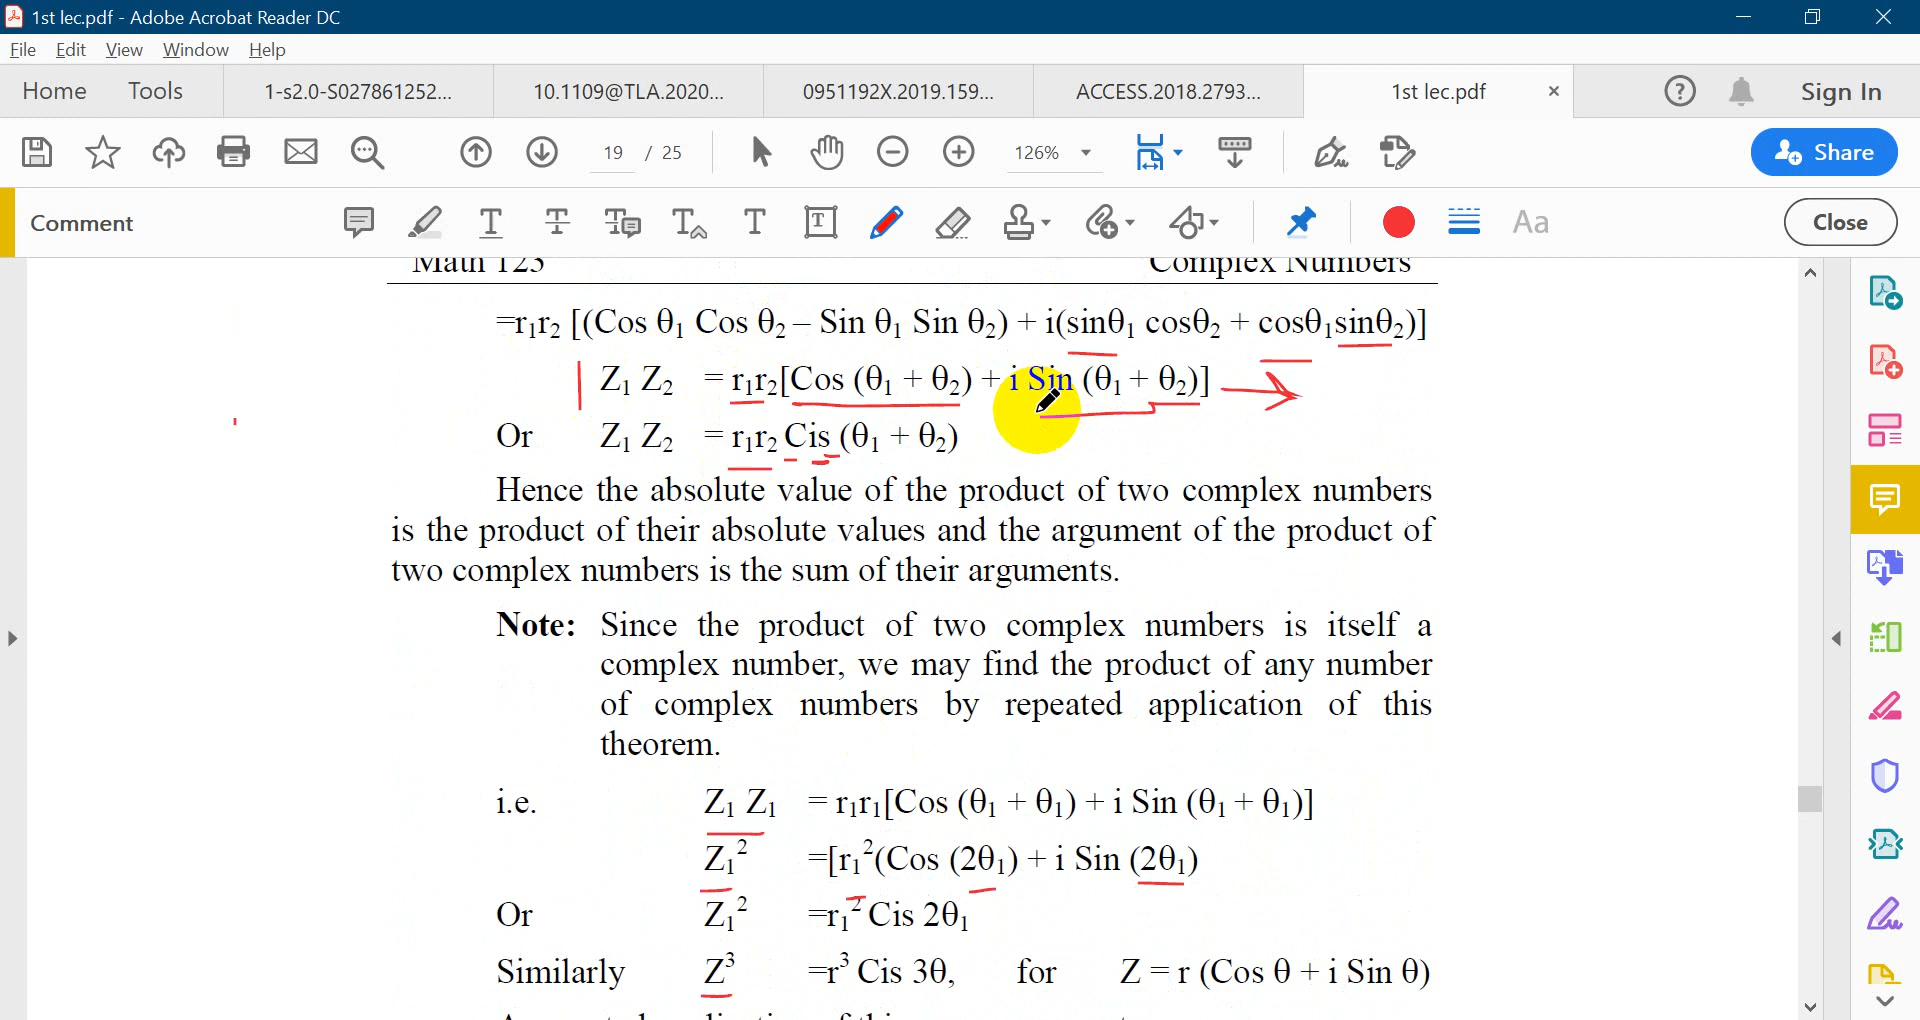 1st lec.pdf - Adobe Acrobat Reader DC
File Edit View Window Help
Home Tools 1-s2.0-S027861252... 10.1109@TLA.2020... 0951192X.2019.159... ACCESS.2018.2793... 1st lec.pdf × Sign In
19 / 25 126% Share
Comment Aa Close
Math 123 Complex Numbers
=r₁r₂ [(Cos θ₁ Cos θ₂ – Sin θ₁ Sin θ₂) + i(sinθ₁ cosθ₂ + cosθ₁sinθ₂)]
Z₁ Z₂ = r₁r₂[Cos (θ₁ + θ₂) + i Sin (θ₁ + θ₂)]
Or Z₁ Z₂ = r₁r₂ Cis (θ₁ + θ₂)
Hence the absolute value of the product of two complex numbers
is the product of their absolute values and the argument of the product of
two complex numbers is the sum of their arguments.
Note: Since the product of two complex numbers is itself a
complex number, we may find the product of any number
of complex numbers by repeated application of this
theorem.
i.e. Z₁ Z₁ = r₁r₁[Cos (θ₁ + θ₁) + i Sin (θ₁ + θ₁)]
Z₁² =[r₁²(Cos (2θ₁) + i Sin (2θ₁)
Or Z₁² =r₁² Cis 2θ₁
Similarly Z³ =r³ Cis 3θ, for Z = r (Cos θ + i Sin θ)